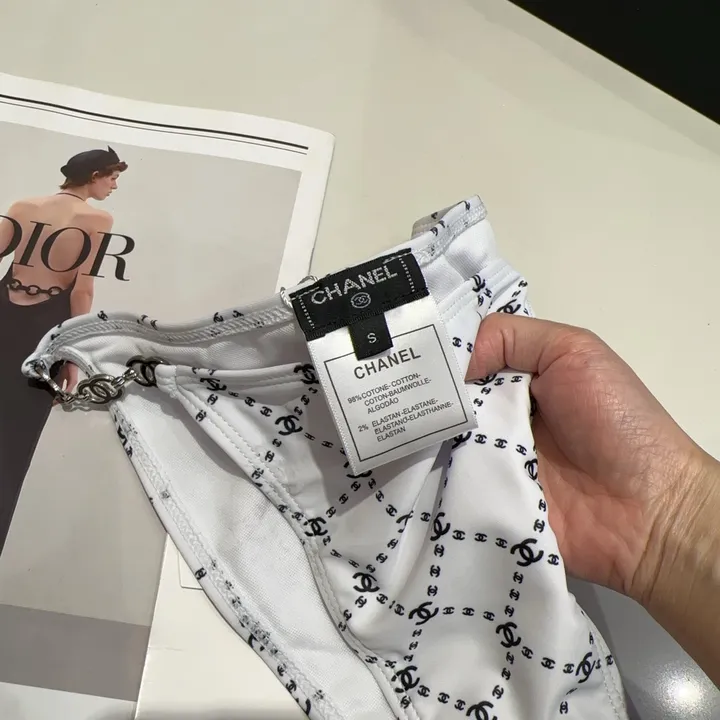 DIOR
CHANEL
S
CHANEL
98%COTONE-COTTON-
COTON-BAUMWOLLE-
ALGODÃO
2% ELASTAN-ELASTANE-
ELASTANO-ELASTHANNE-
ELASTAN